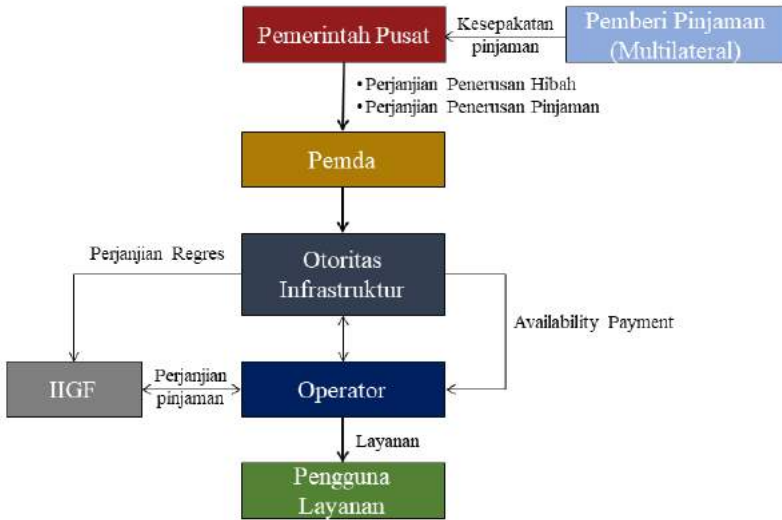 Pemerintah Pusat
Kesepakatan
pinjaman
Pemberi Pinjaman
(Multilateral)
•Perjanjian Penerusan Hibah
•Perjanjian Penerusan Pinjaman
Pemda
Perjanjian Regres
Otoritas
Infrastruktur
Availability Payment
IIGF
Perjanjian
pinjaman
Operator
Layanan
Pengguna
Layanan